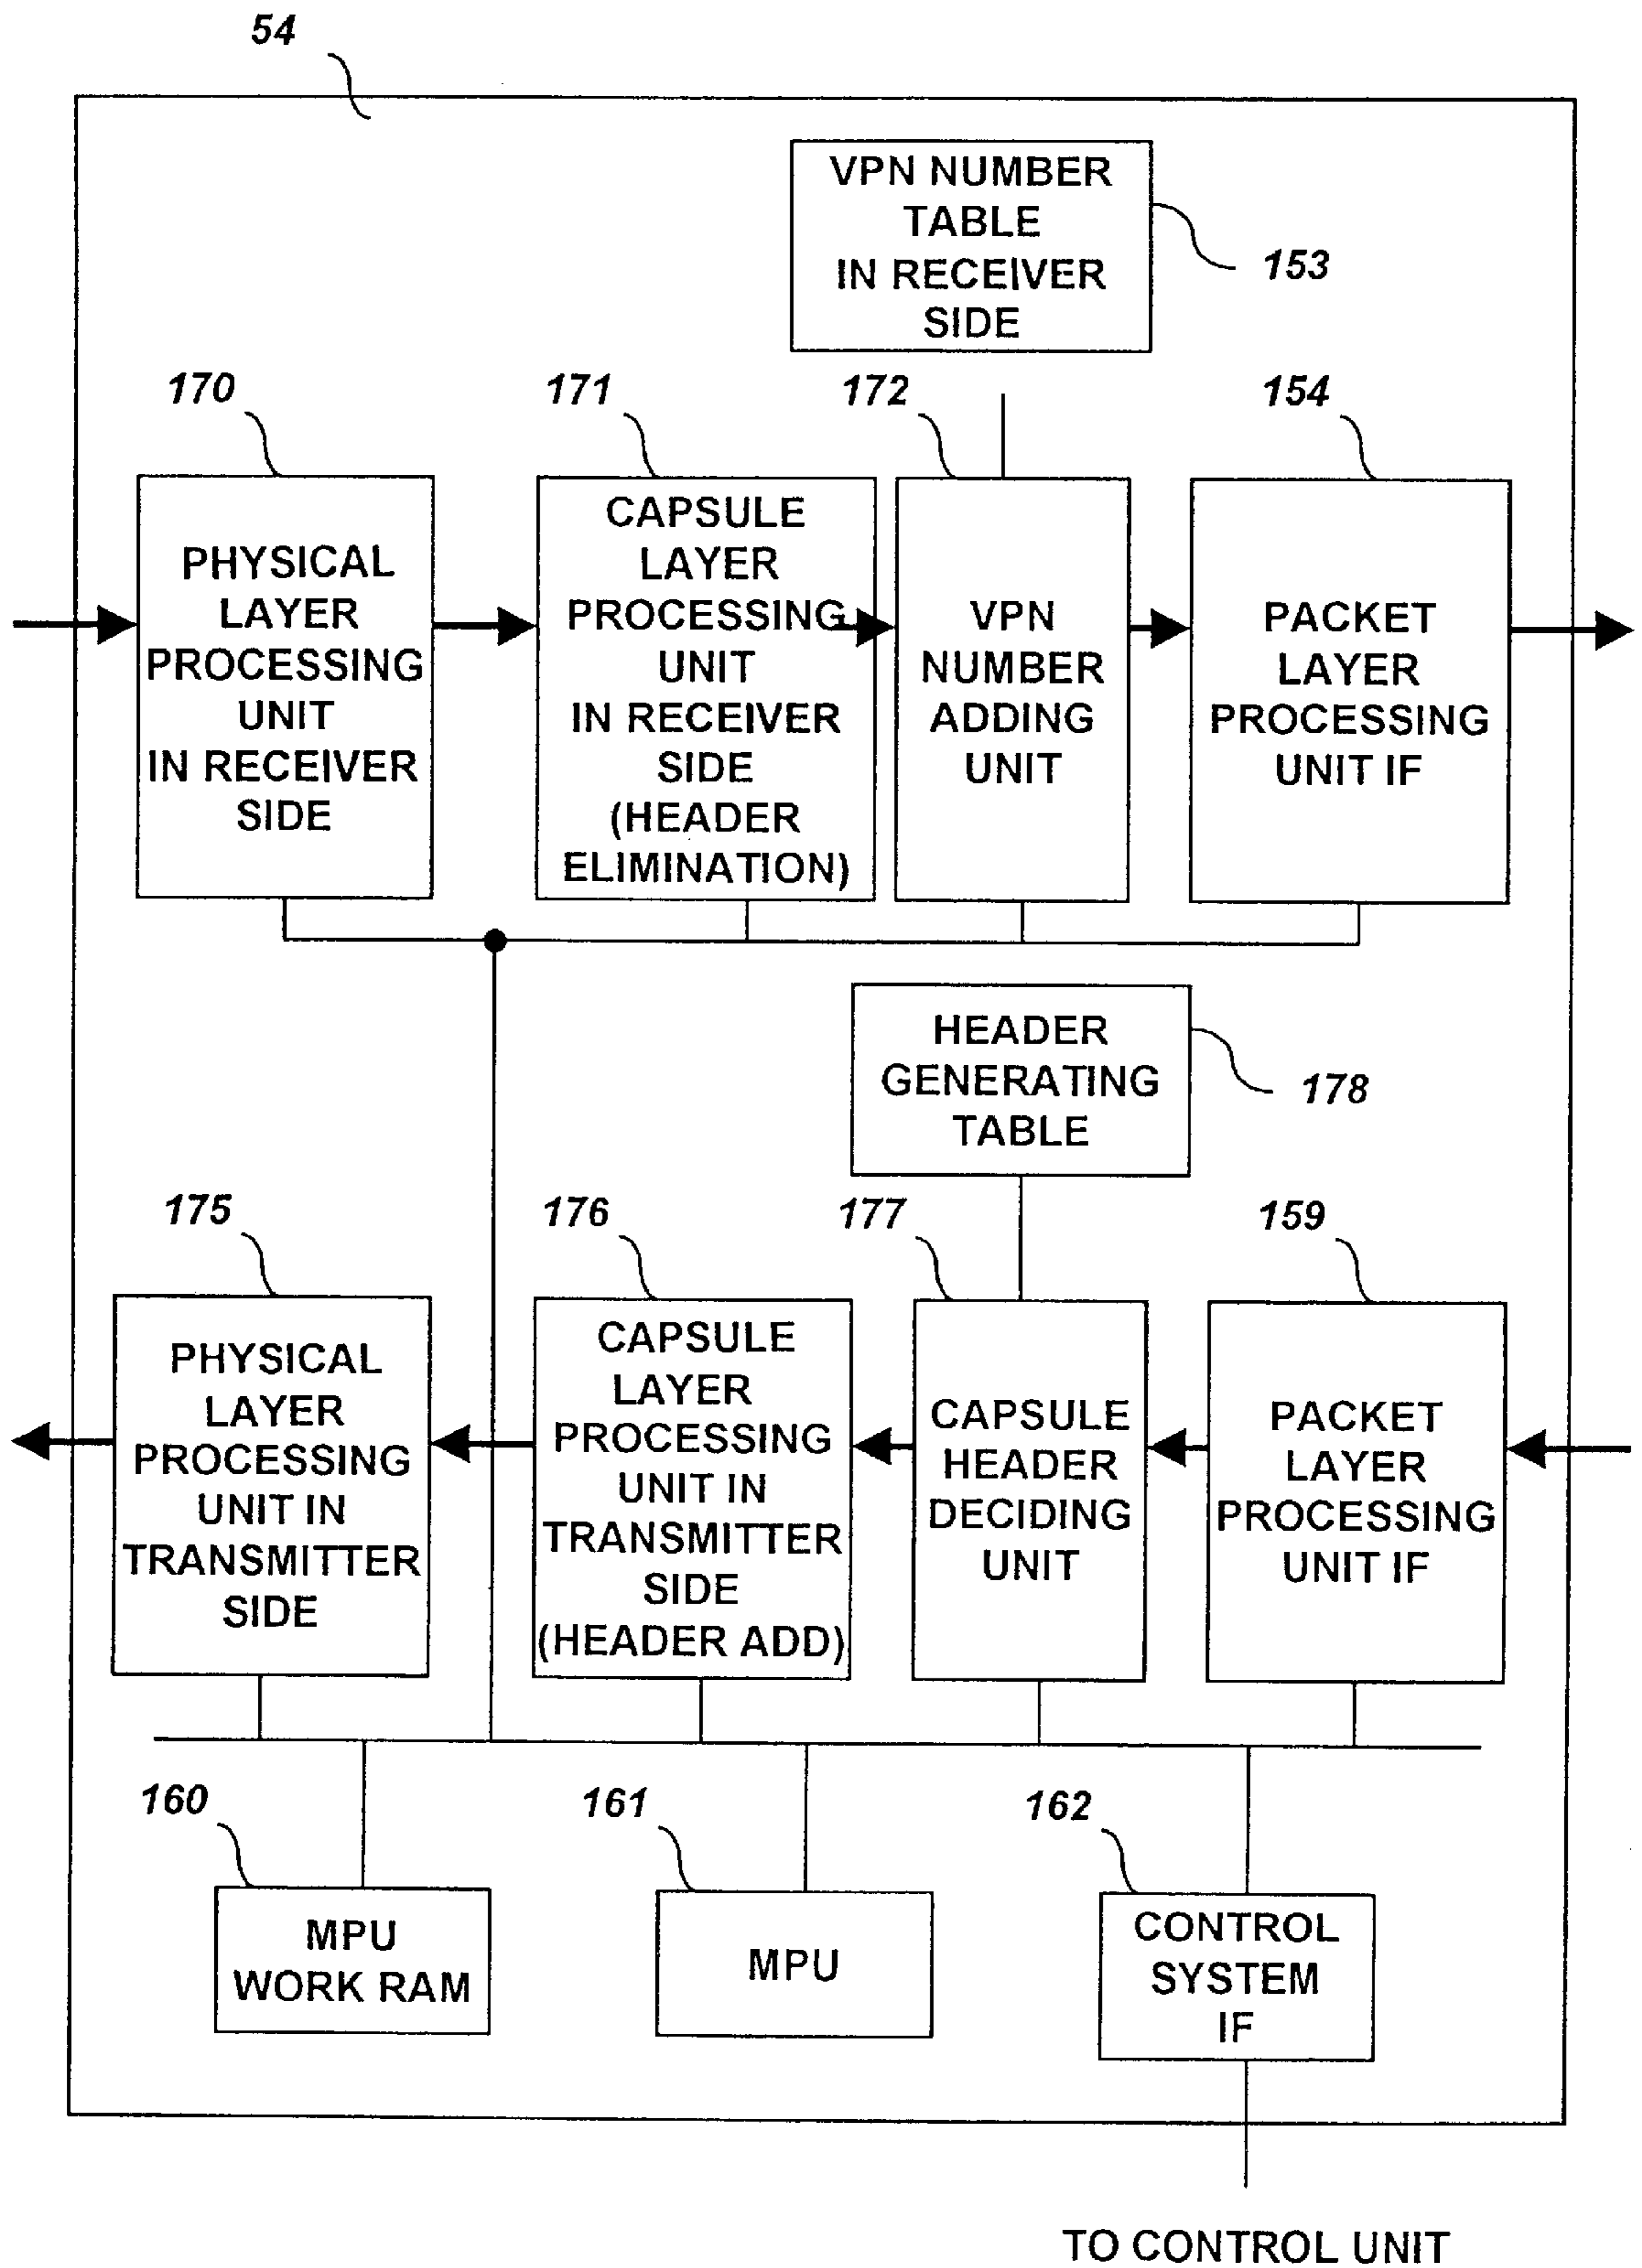 54
VPN NUMBER
TABLE
IN RECEIVER
SIDE
153
170
171
172
154
PHYSICAL
LAYER
PROCESSING
UNIT
IN RECEIVER
SIDE
CAPSULE
LAYER
PROCESSING
UNIT
IN RECEIVER
SIDE
(HEADER
ELIMINATION)
VPN
NUMBER
ADDING
UNIT
PACKET
LAYER
PROCESSING
UNIT IF
HEADER
GENERATING
TABLE
178
175
176
177
159
PHYSICAL
LAYER
PROCESSING
UNIT IN
TRANSMITTER
SIDE
CAPSULE
LAYER
PROCESSING
UNIT IN
TRANSMITTER
SIDE
(HEADER ADD)
CAPSULE
HEADER
DECIDING
UNIT
PACKET
LAYER
PROCESSING
UNIT IF
160
161
162
MPU
WORK RAM
MPU
CONTROL
SYSTEM
IF
TO CONTROL UNIT